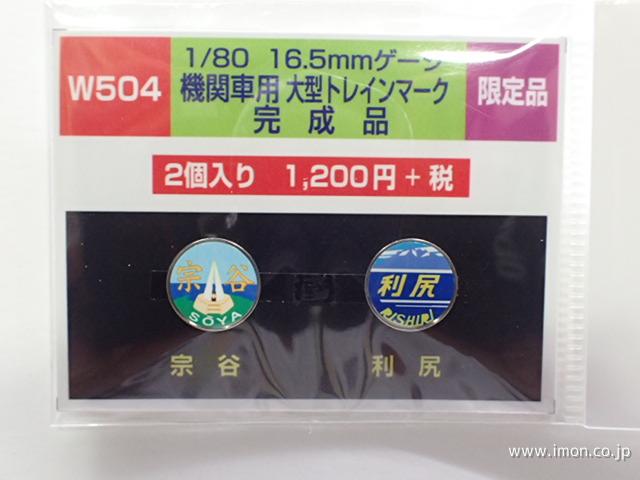 W504
1/80 16.5mmゲージ
機関車用 大型トレインマーク
完成品
限定品
2個入り 1,200円+税
宗谷
SŌYA
利尻
RISHIRI
宗谷
利尻
www.imon.co.jp